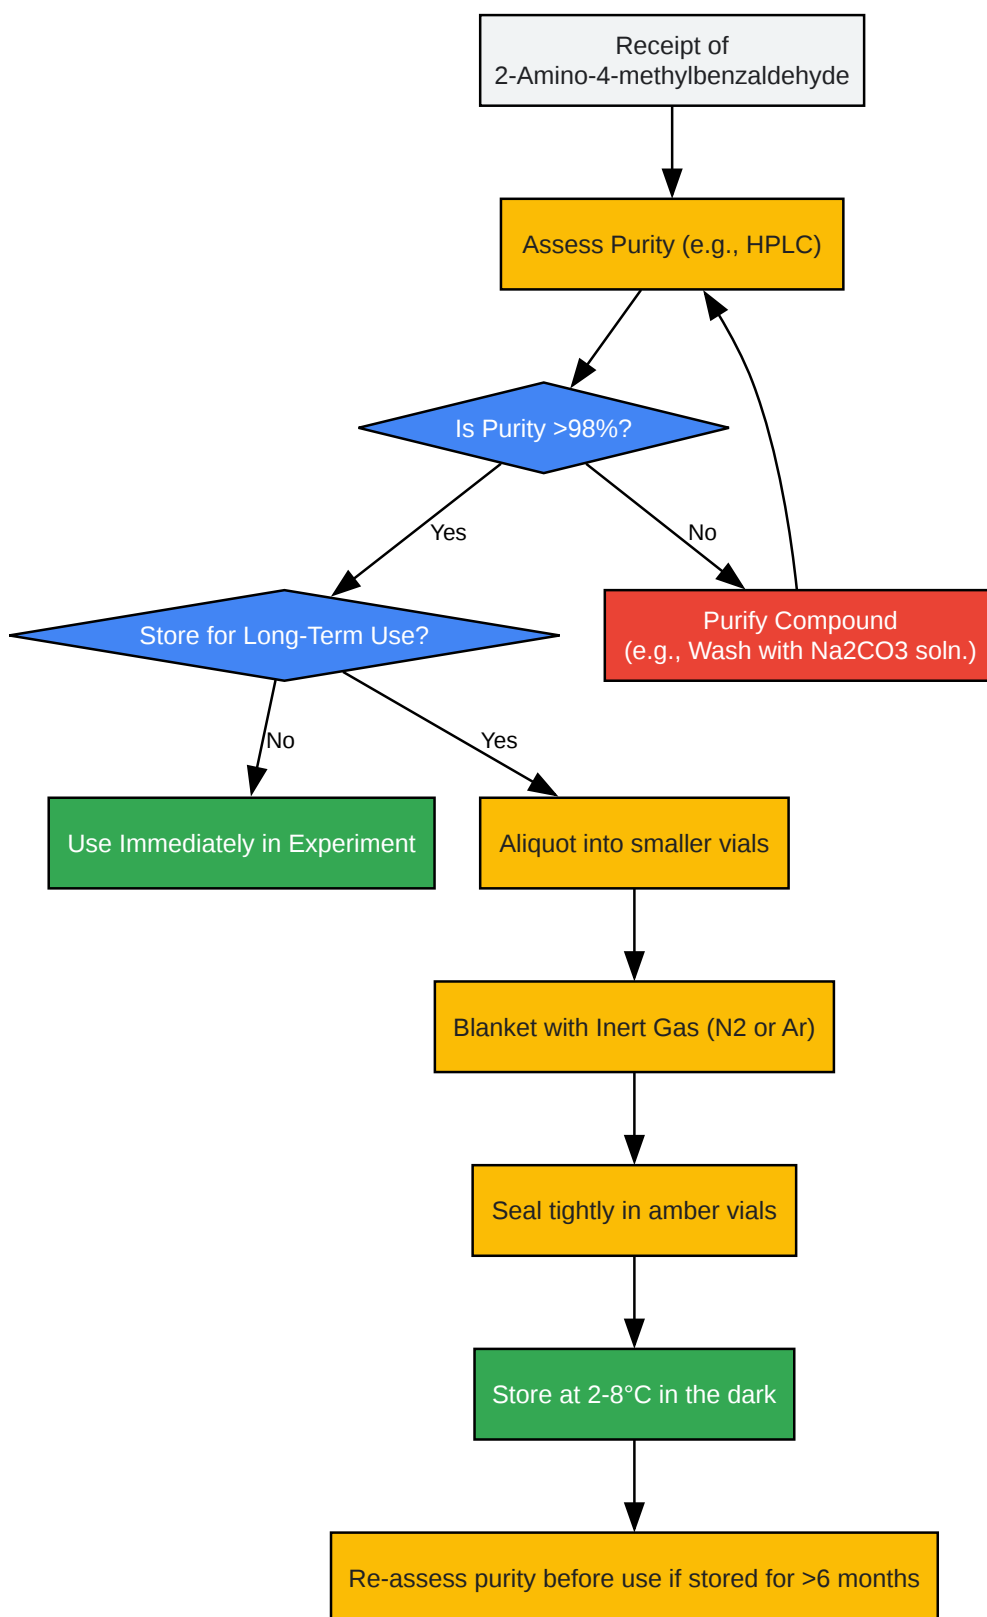 Receipt of
2-Amino-4-methylbenzaldehyde
Assess Purity (e.g., HPLC)
Is Purity >98%?
Yes
No
Store for Long-Term Use?
Purify Compound
(e.g., Wash with Na2CO3 soln.)
No
Yes
Use Immediately in Experiment
Aliquot into smaller vials
Blanket with Inert Gas (N2 or Ar)
Seal tightly in amber vials
Store at 2-8°C in the dark
Re-assess purity before use if stored for >6 months